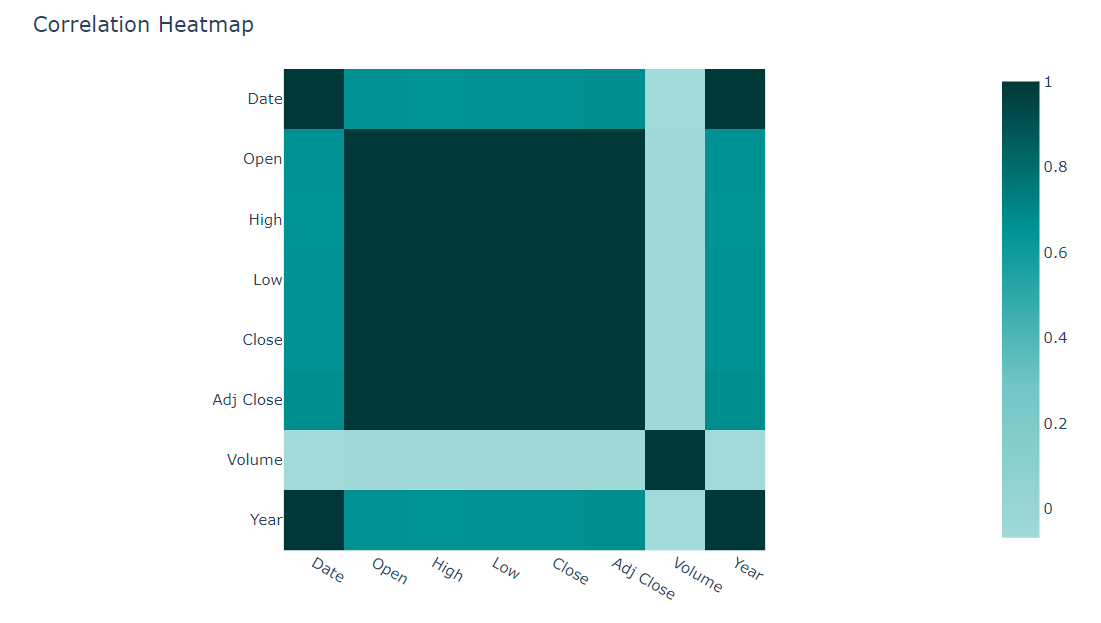 Correlation Heatmap
Date
Open
High
Low
Close
Adj Close
Volume
Year
Date
Open
High
Low
Close
Adj Close
Volume
Year
1
0.8
0.6
0.4
0.2
0